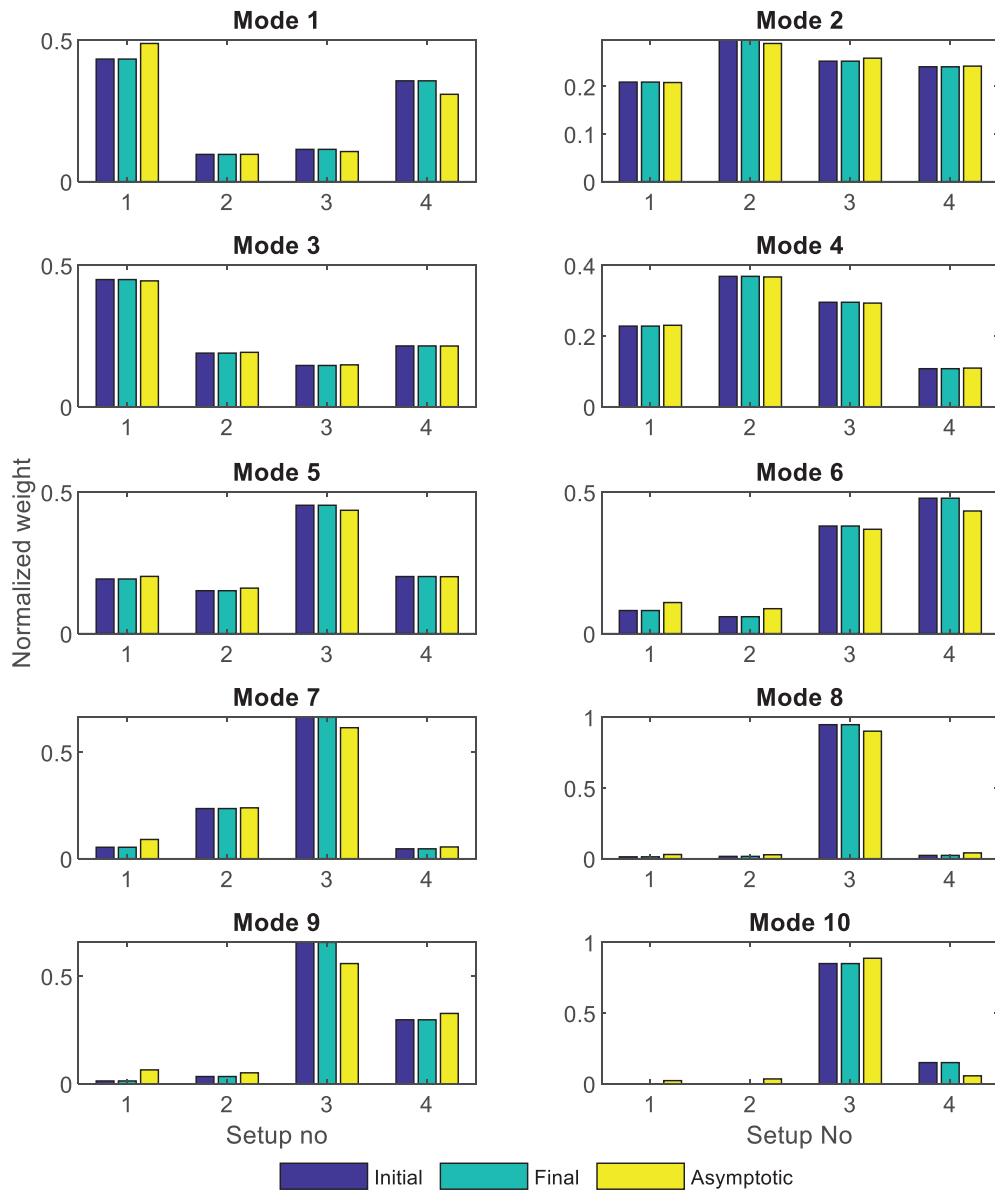 Mode 1
0.5
0
1 2 3 4
Mode 2
0.2
0.1
0
1 2 3 4
Mode 3
0.5
0
1 2 3 4
Mode 4
0.4
0.2
0
1 2 3 4
Normalized weight
Mode 5
0.5
0
1 2 3 4
Mode 6
0.5
0
1 2 3 4
Mode 7
0.5
0
1 2 3 4
Mode 8
1
0.5
0
1 2 3 4
Mode 9
0.5
0
1 2 3 4
Setup no
Mode 10
1
0.5
0
1 2 3 4
Setup No
Initial Final Asymptotic